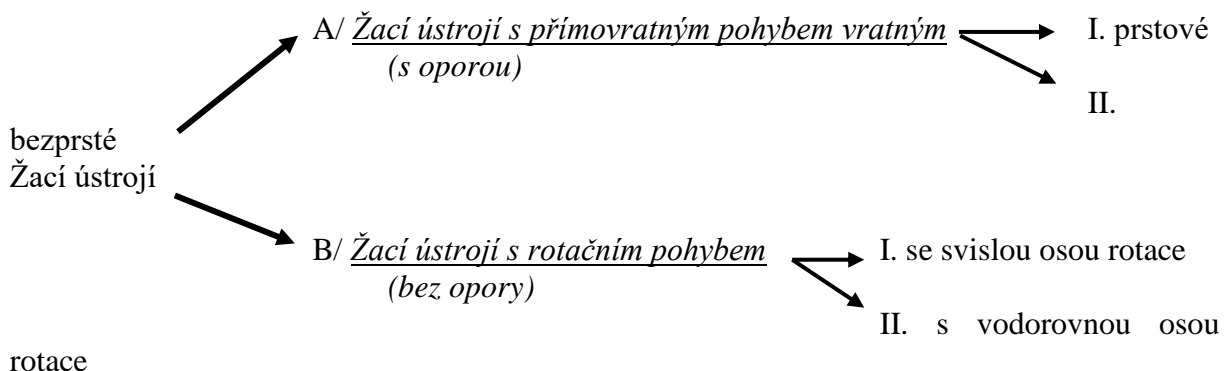 A/ Žací ústrojí s přímovratným pohybem vratným I. prstové
(s oporou)
II.
bezprsté
Žací ústrojí
B/ Žací ústrojí s rotačním pohybem I. se svislou osou rotace
(bez opory)
II. s vodorovnou osou
rotace